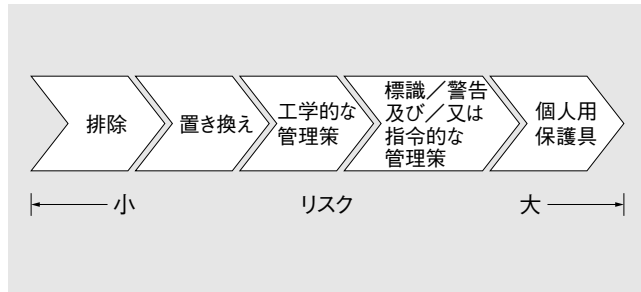 排除
置き換え
工学的な
管理策
標識／警告
及び／又は
指令的な
管理策
個人用
保護具
小
リスク
大